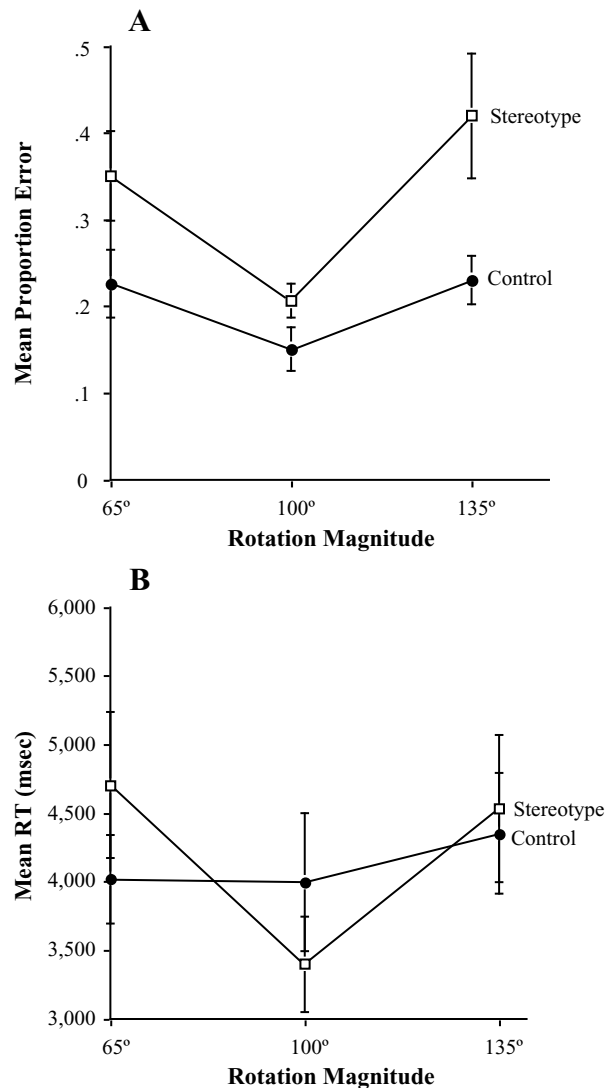 A
.5
.4
.3
.2
.1
0
Mean Proportion Error
Stereotype
Control
65º
100º
135º
Rotation Magnitude
B
6,000
5,500
5,000
4,500
4,000
3,500
3,000
Mean RT (msec)
Stereotype
Control
65º
100º
135º
Rotation Magnitude